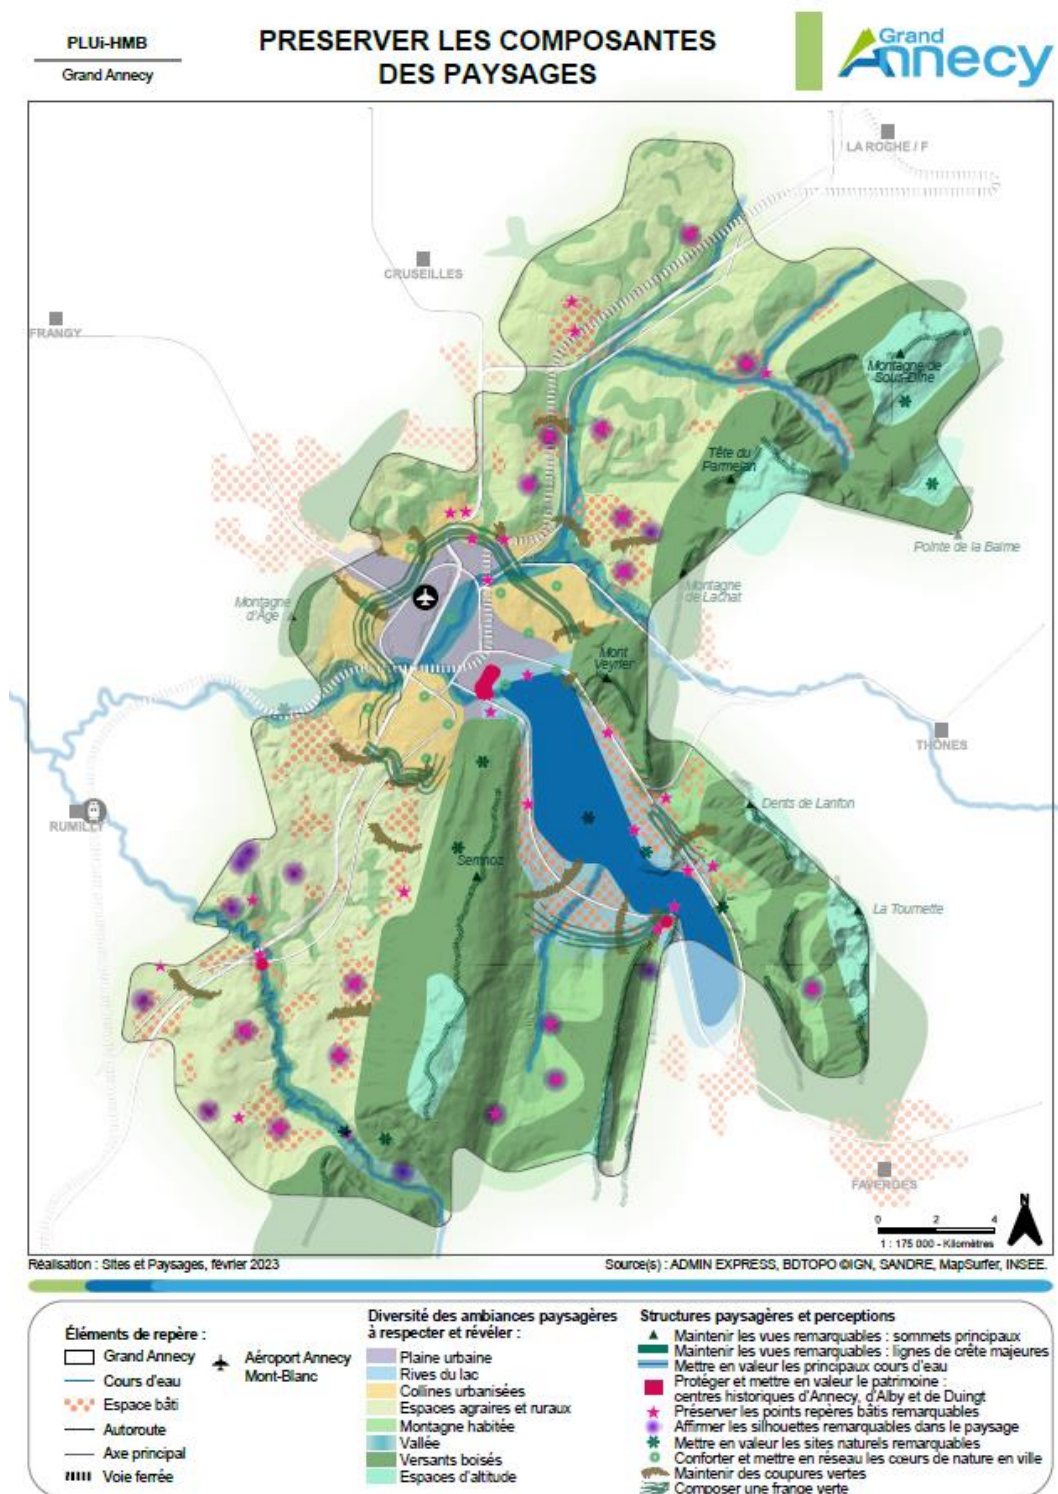 PLUi-HMB
Grand Annecy
PRESERVER LES COMPOSANTES
DES PAYSAGES
Grand
Annecy
LA ROCHE / F
CRUSEILLES
FRANGY
Montagne de
Sous-Dine
Tête du
Parmelan
Pointe de la Balme
Montagne
de Lachat
Montagne
d'Age
Mont
Veyrier
THÔNES
RUMILLY
Dents de Lanfon
Semnoz
La Tournette
FAVERGES
N
0 2 4
1 : 175 000 - Kilomètres
Réalisation : Sites et Paysages, février 2023
Source(s) : ADMIN EXPRESS, BDTOPO ©IGN, SANDRE, MapSurfer, INSEE.
Éléments de repère :
Grand Annecy
Cours d'eau
Espace bâti
Autoroute
Axe principal
Voie ferrée
Aéroport Annecy
Mont-Blanc
Diversité des ambiances paysagères
à respecter et révéler :
Plaine urbaine
Rives du lac
Collines urbanisées
Espaces agraires et ruraux
Montagne habitée
Vallée
Versants boisés
Espaces d'altitude
Structures paysagères et perceptions
Maintenir les vues remarquables : sommets principaux
Maintenir les vues remarquables : lignes de crête majeures
Mettre en valeur les principaux cours d'eau
Protéger et mettre en valeur le patrimoine :
centres historiques d'Annecy, d'Alby et de Duingt
Préserver les points repères bâtis remarquables
Affirmer les silhouettes remarquables dans le paysage
Mettre en valeur les sites naturels remarquables
Conforter et mettre en réseau les cœurs de nature en ville
Maintenir des coupures vertes
Composer une frange verte